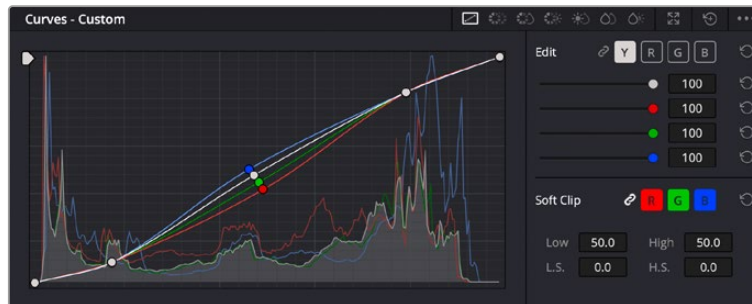 Curves - Custom
Edit Y R G B
100
100
100
100
Soft Clip R G B
Low 50.0 High 50.0
L.S. 0.0 H.S. 0.0